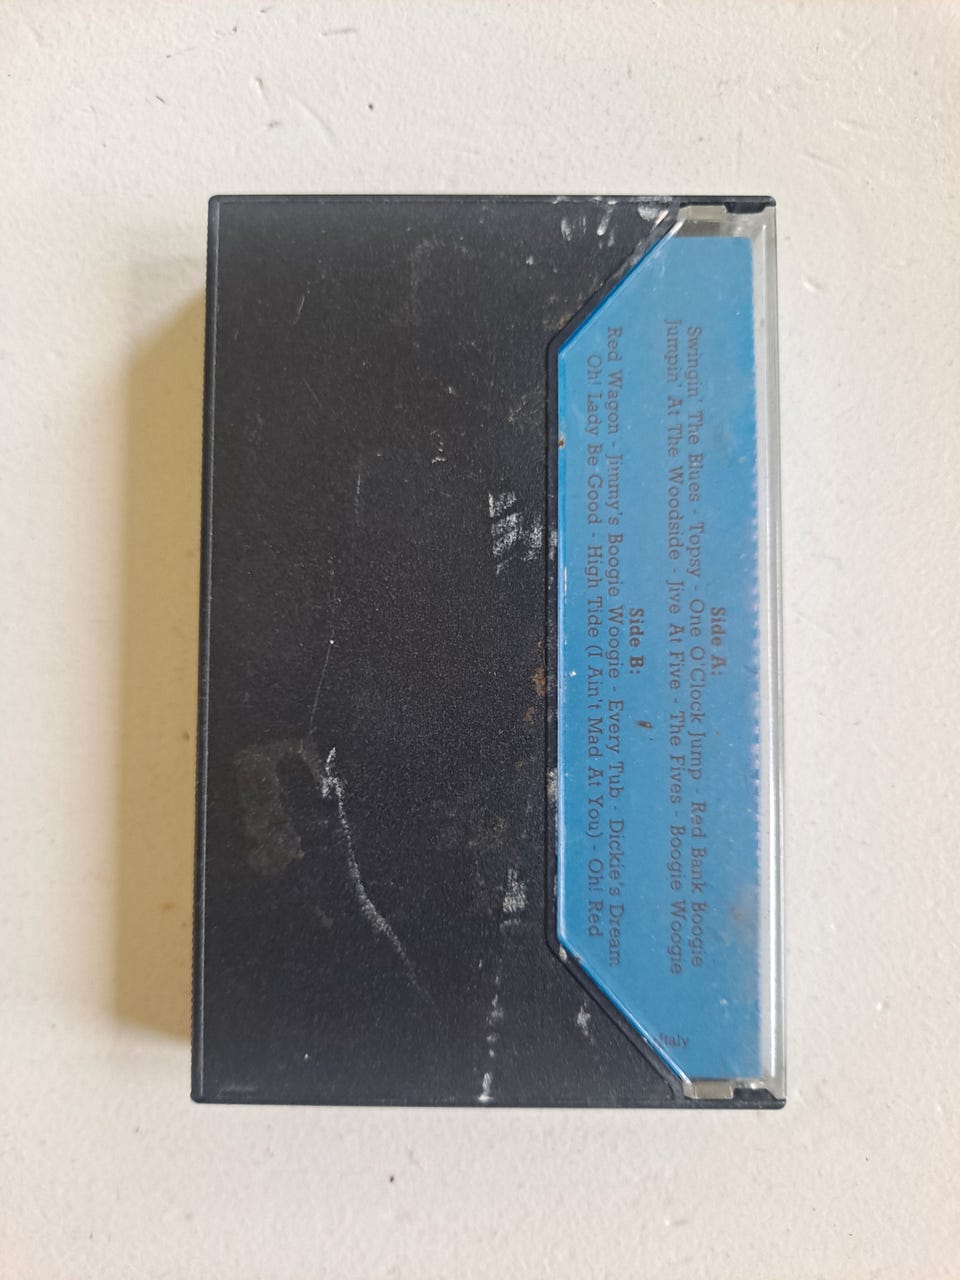 Side A:
Swingin' The Blues - Topsy - One O'Clock Jump - Red Bank Boogie
Jumpin' At The Woodside - Jive At Five - The Fives - Boogie Woogie
Side B:
Red Wagon - Jimmy's Boogie Woogie - Every Tub - Dickie's Dream
Oh! Lady Be Good - High Tide (I Ain't Mad At You) - Oh! Red
Italy